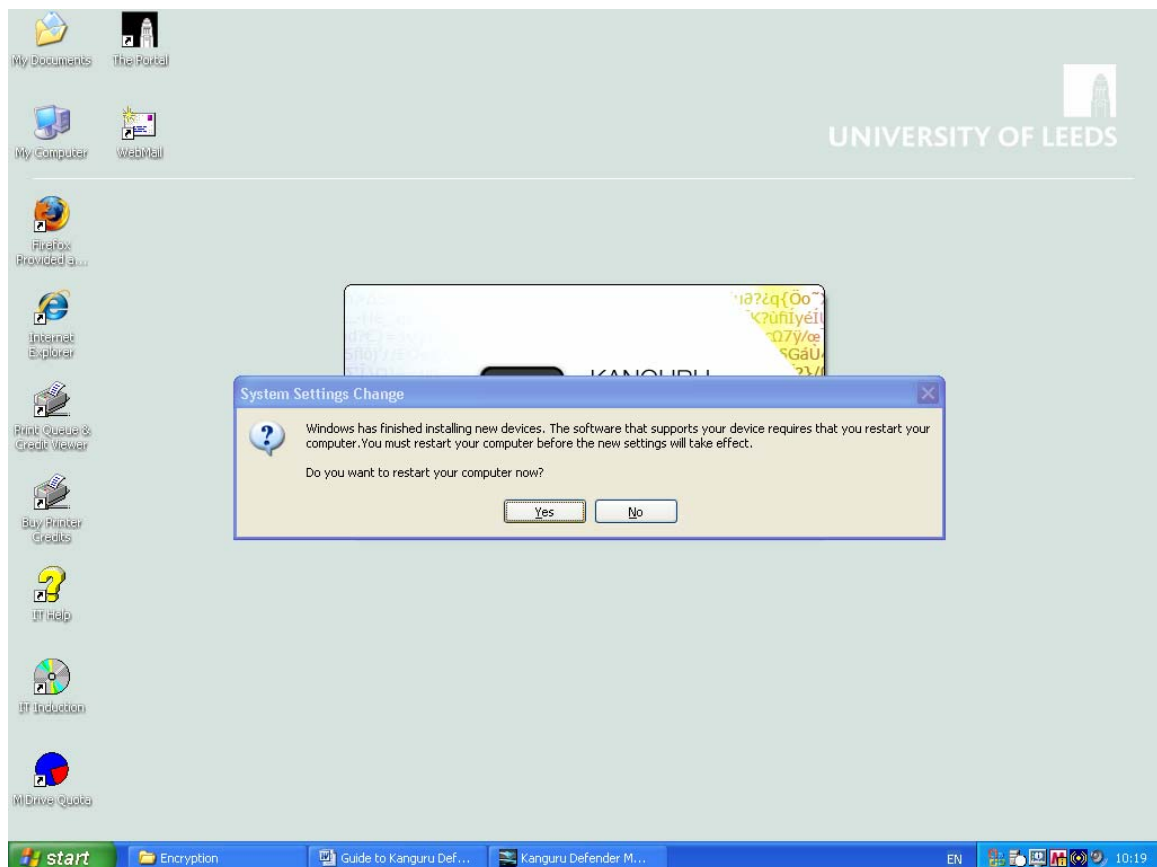 My Documents
The Portal
My Computer
WebMail
UNIVERSITY OF LEEDS
Firefox
Provided a...
Internet
Explorer
KANGURU
System Settings Change
Windows has finished installing new devices. The software that supports your device requires that you restart your
computer.You must restart your computer before the new settings will take effect.
Do you want to restart your computer now?
Yes
No
Print Queue &
Credit Viewer
Buy Printer
Credits
IT Help
IT Induction
M Drive Quota
start
Encryption
Guide to Kanguru Def...
Kanguru Defender M...
EN
10:19